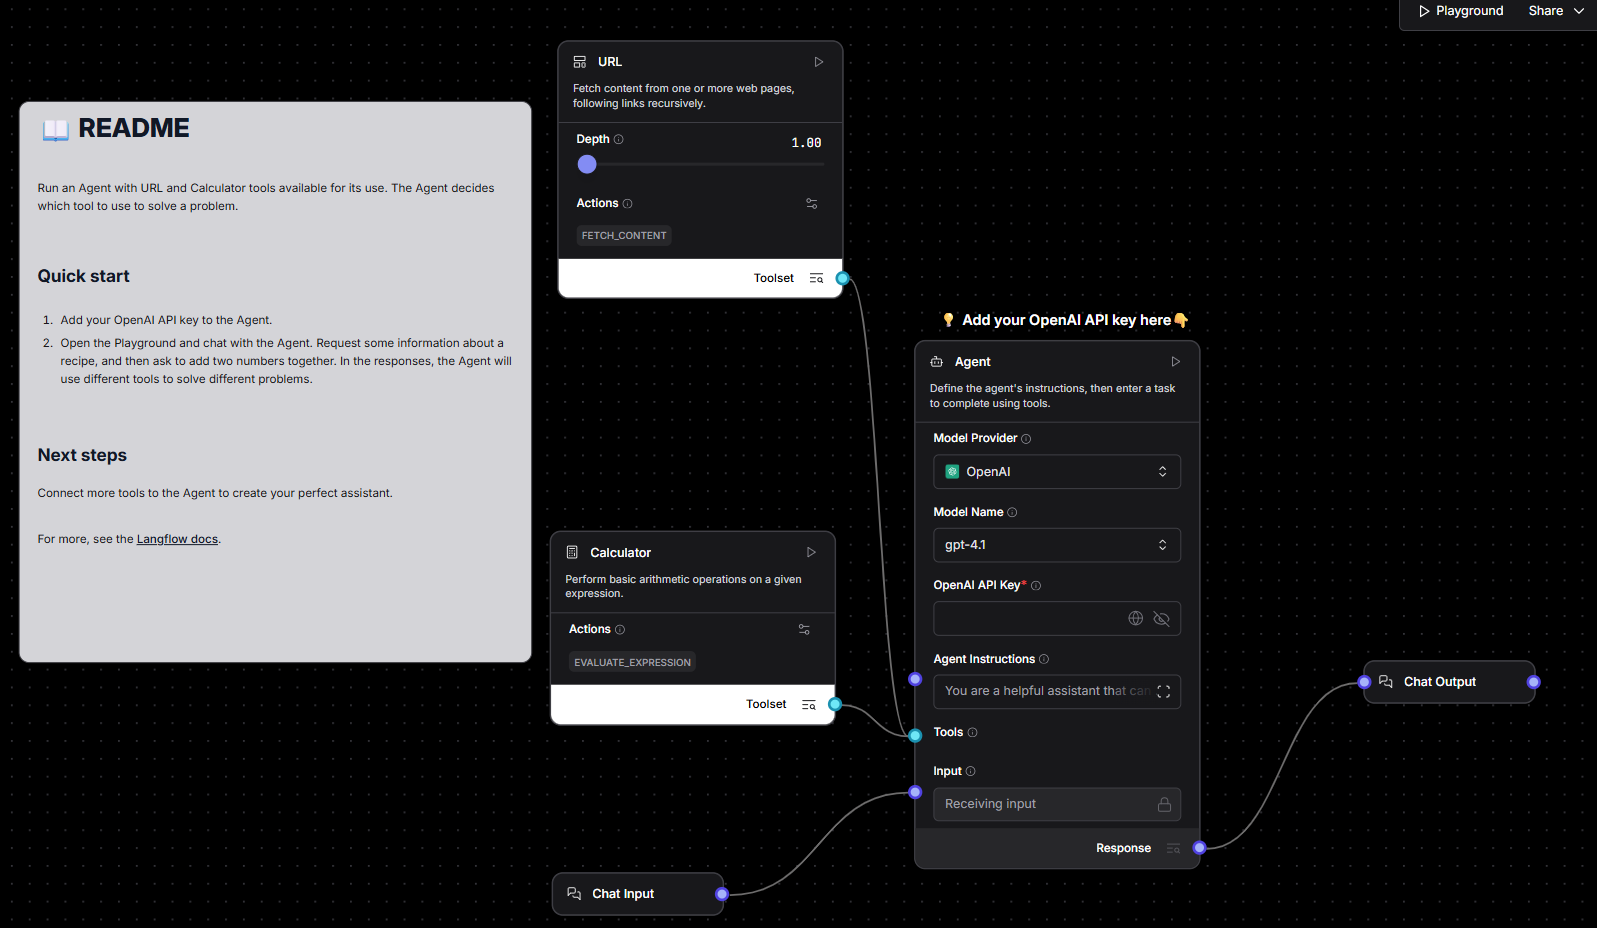 Playground
Share
README
Run an Agent with URL and Calculator tools available for its use. The Agent decides
which tool to use to solve a problem.
Quick start
1. Add your OpenAI API key to the Agent.
2. Open the Playground and chat with the Agent. Request some information about a
recipe, and then ask to add two numbers together. In the responses, the Agent will
use different tools to solve different problems.
Next steps
Connect more tools to the Agent to create your perfect assistant.
For more, see the Langflow docs.
URL
Fetch content from one or more web pages,
following links recursively.
Depth
1.00
Actions
FETCH_CONTENT
Toolset
Calculator
Perform basic arithmetic operations on a given
expression.
Actions
EVALUATE_EXPRESSION
Toolset
Chat Input
💡 Add your OpenAI API key here👇
Agent
Define the agent's instructions, then enter a task
to complete using tools.
Model Provider
OpenAI
Model Name
gpt-4.1
OpenAI API Key*
Agent Instructions
You are a helpful assistant that can
Tools
Input
Receiving input
Response
Chat Output